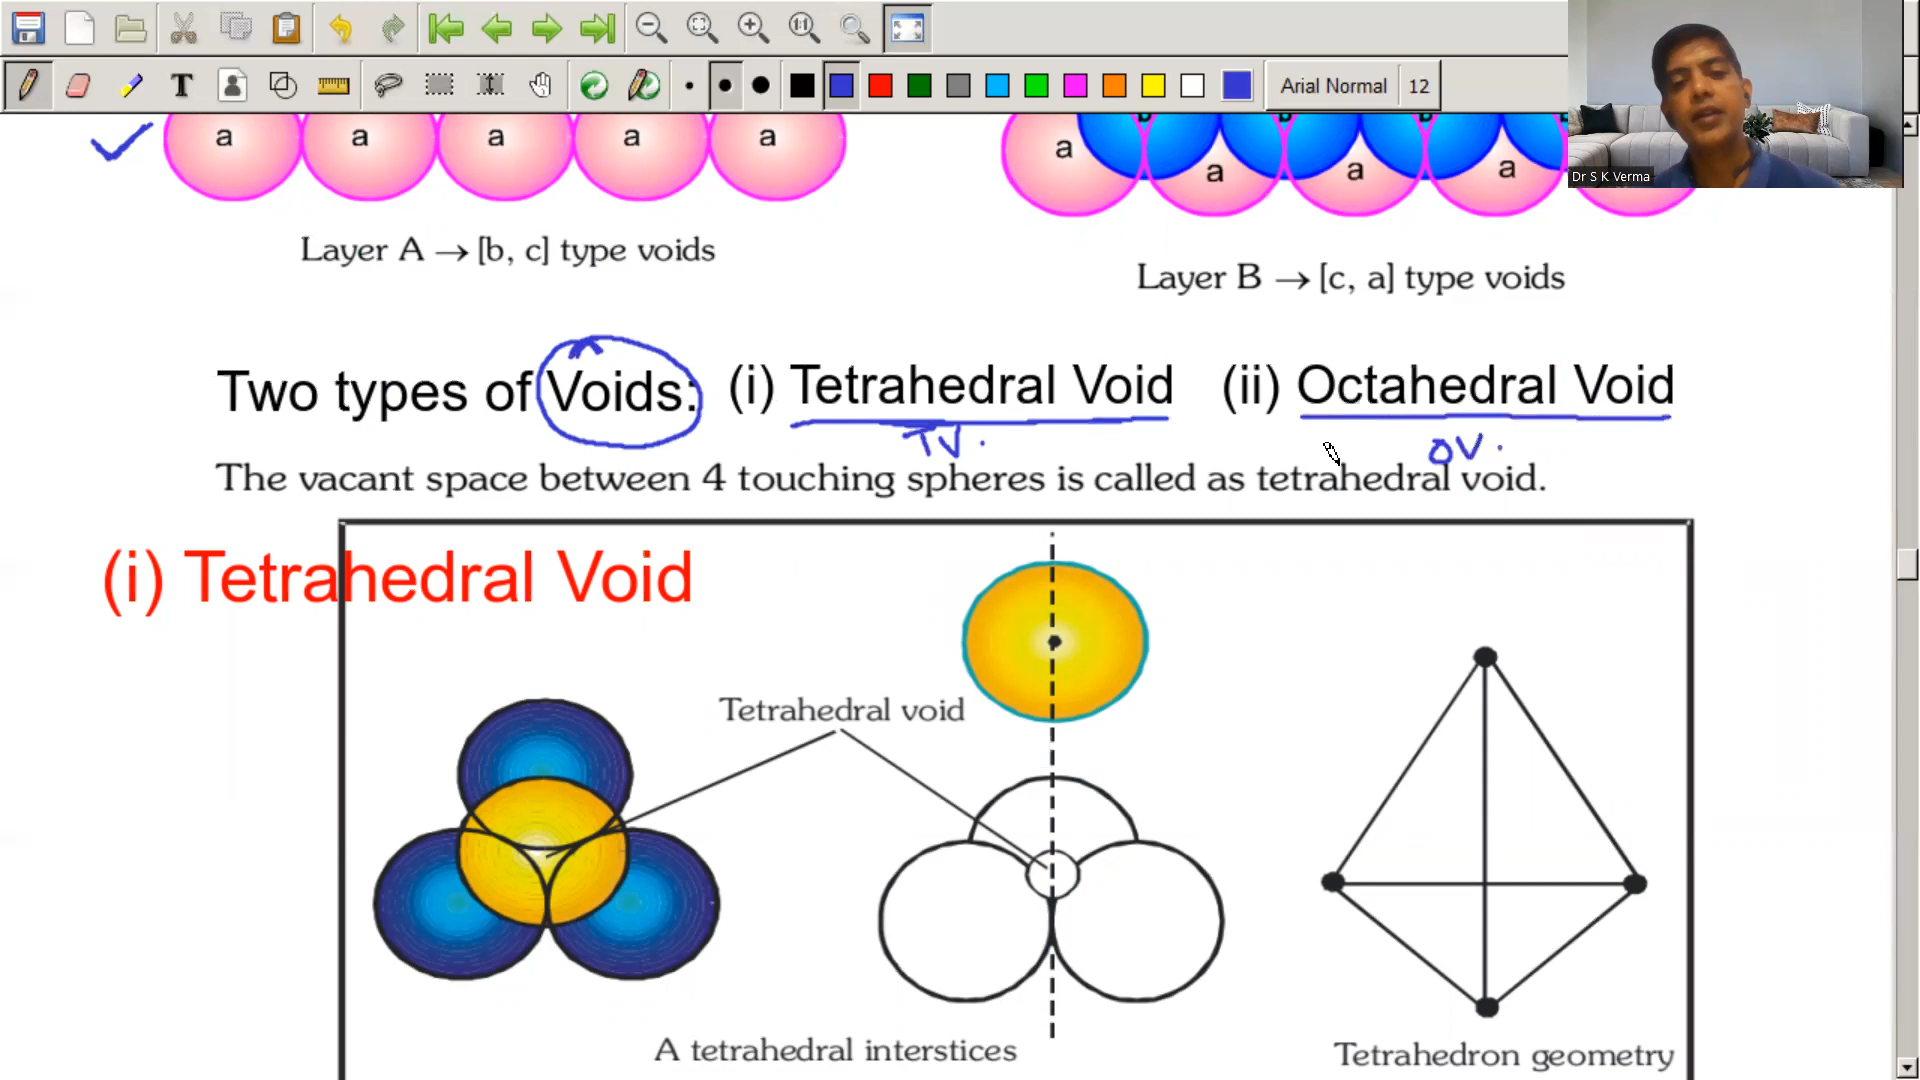 T
1:1
Arial Normal 12
Dr S K Verma
a a a a a
b b b
a a a a
Layer A → [b, c] type voids
Layer B → [c, a] type voids
Two types of Voids: (i) Tetrahedral Void (ii) Octahedral Void
TV. OV.
The vacant space between 4 touching spheres is called as tetrahedral void.
(i) Tetrahedral Void
Tetrahedral void
A tetrahedral interstices
Tetrahedron geometry